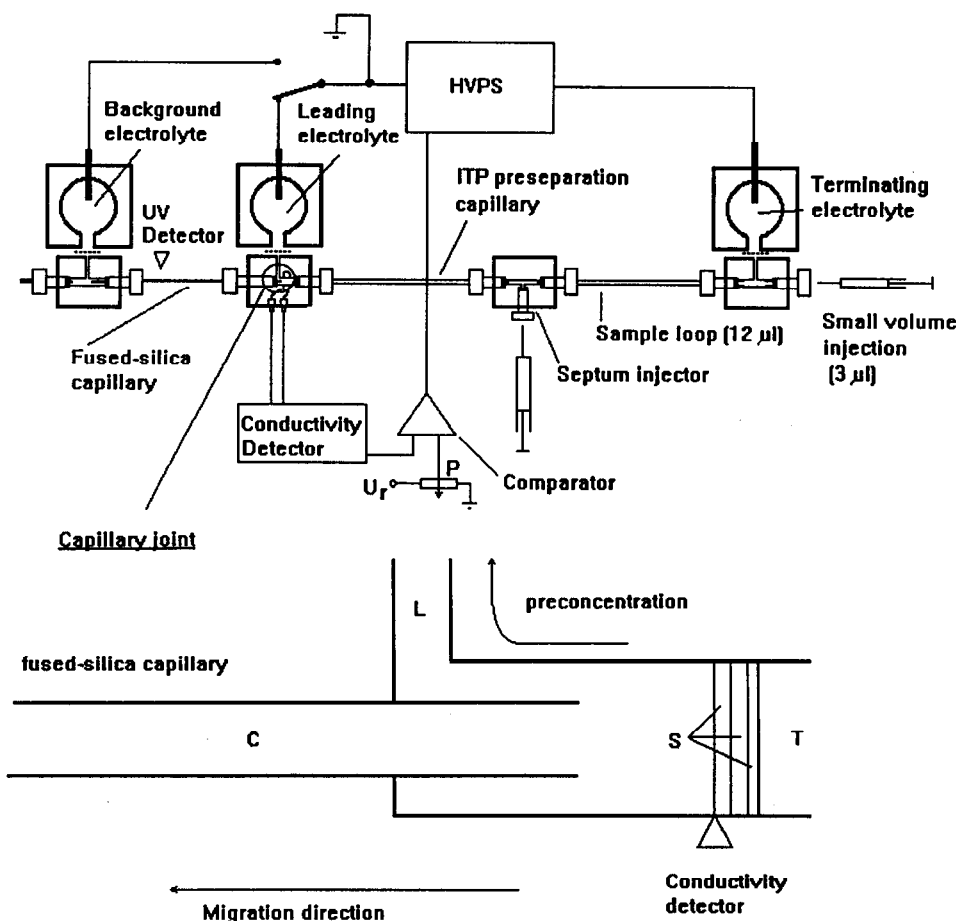 HVPS
Background
electrolyte
Leading
electrolyte
ITP preseparation
capillary
Terminating
electrolyte
UV
Detector
Fused-silica
capillary
Sample loop (12 µl)
Small volume
injection
(3 µl)
Septum injector
Conductivity
Detector
P
Comparator
Ur
Capillary joint
L
preconcentration
fused-silica capillary
C
S
T
Conductivity
detector
Migration direction